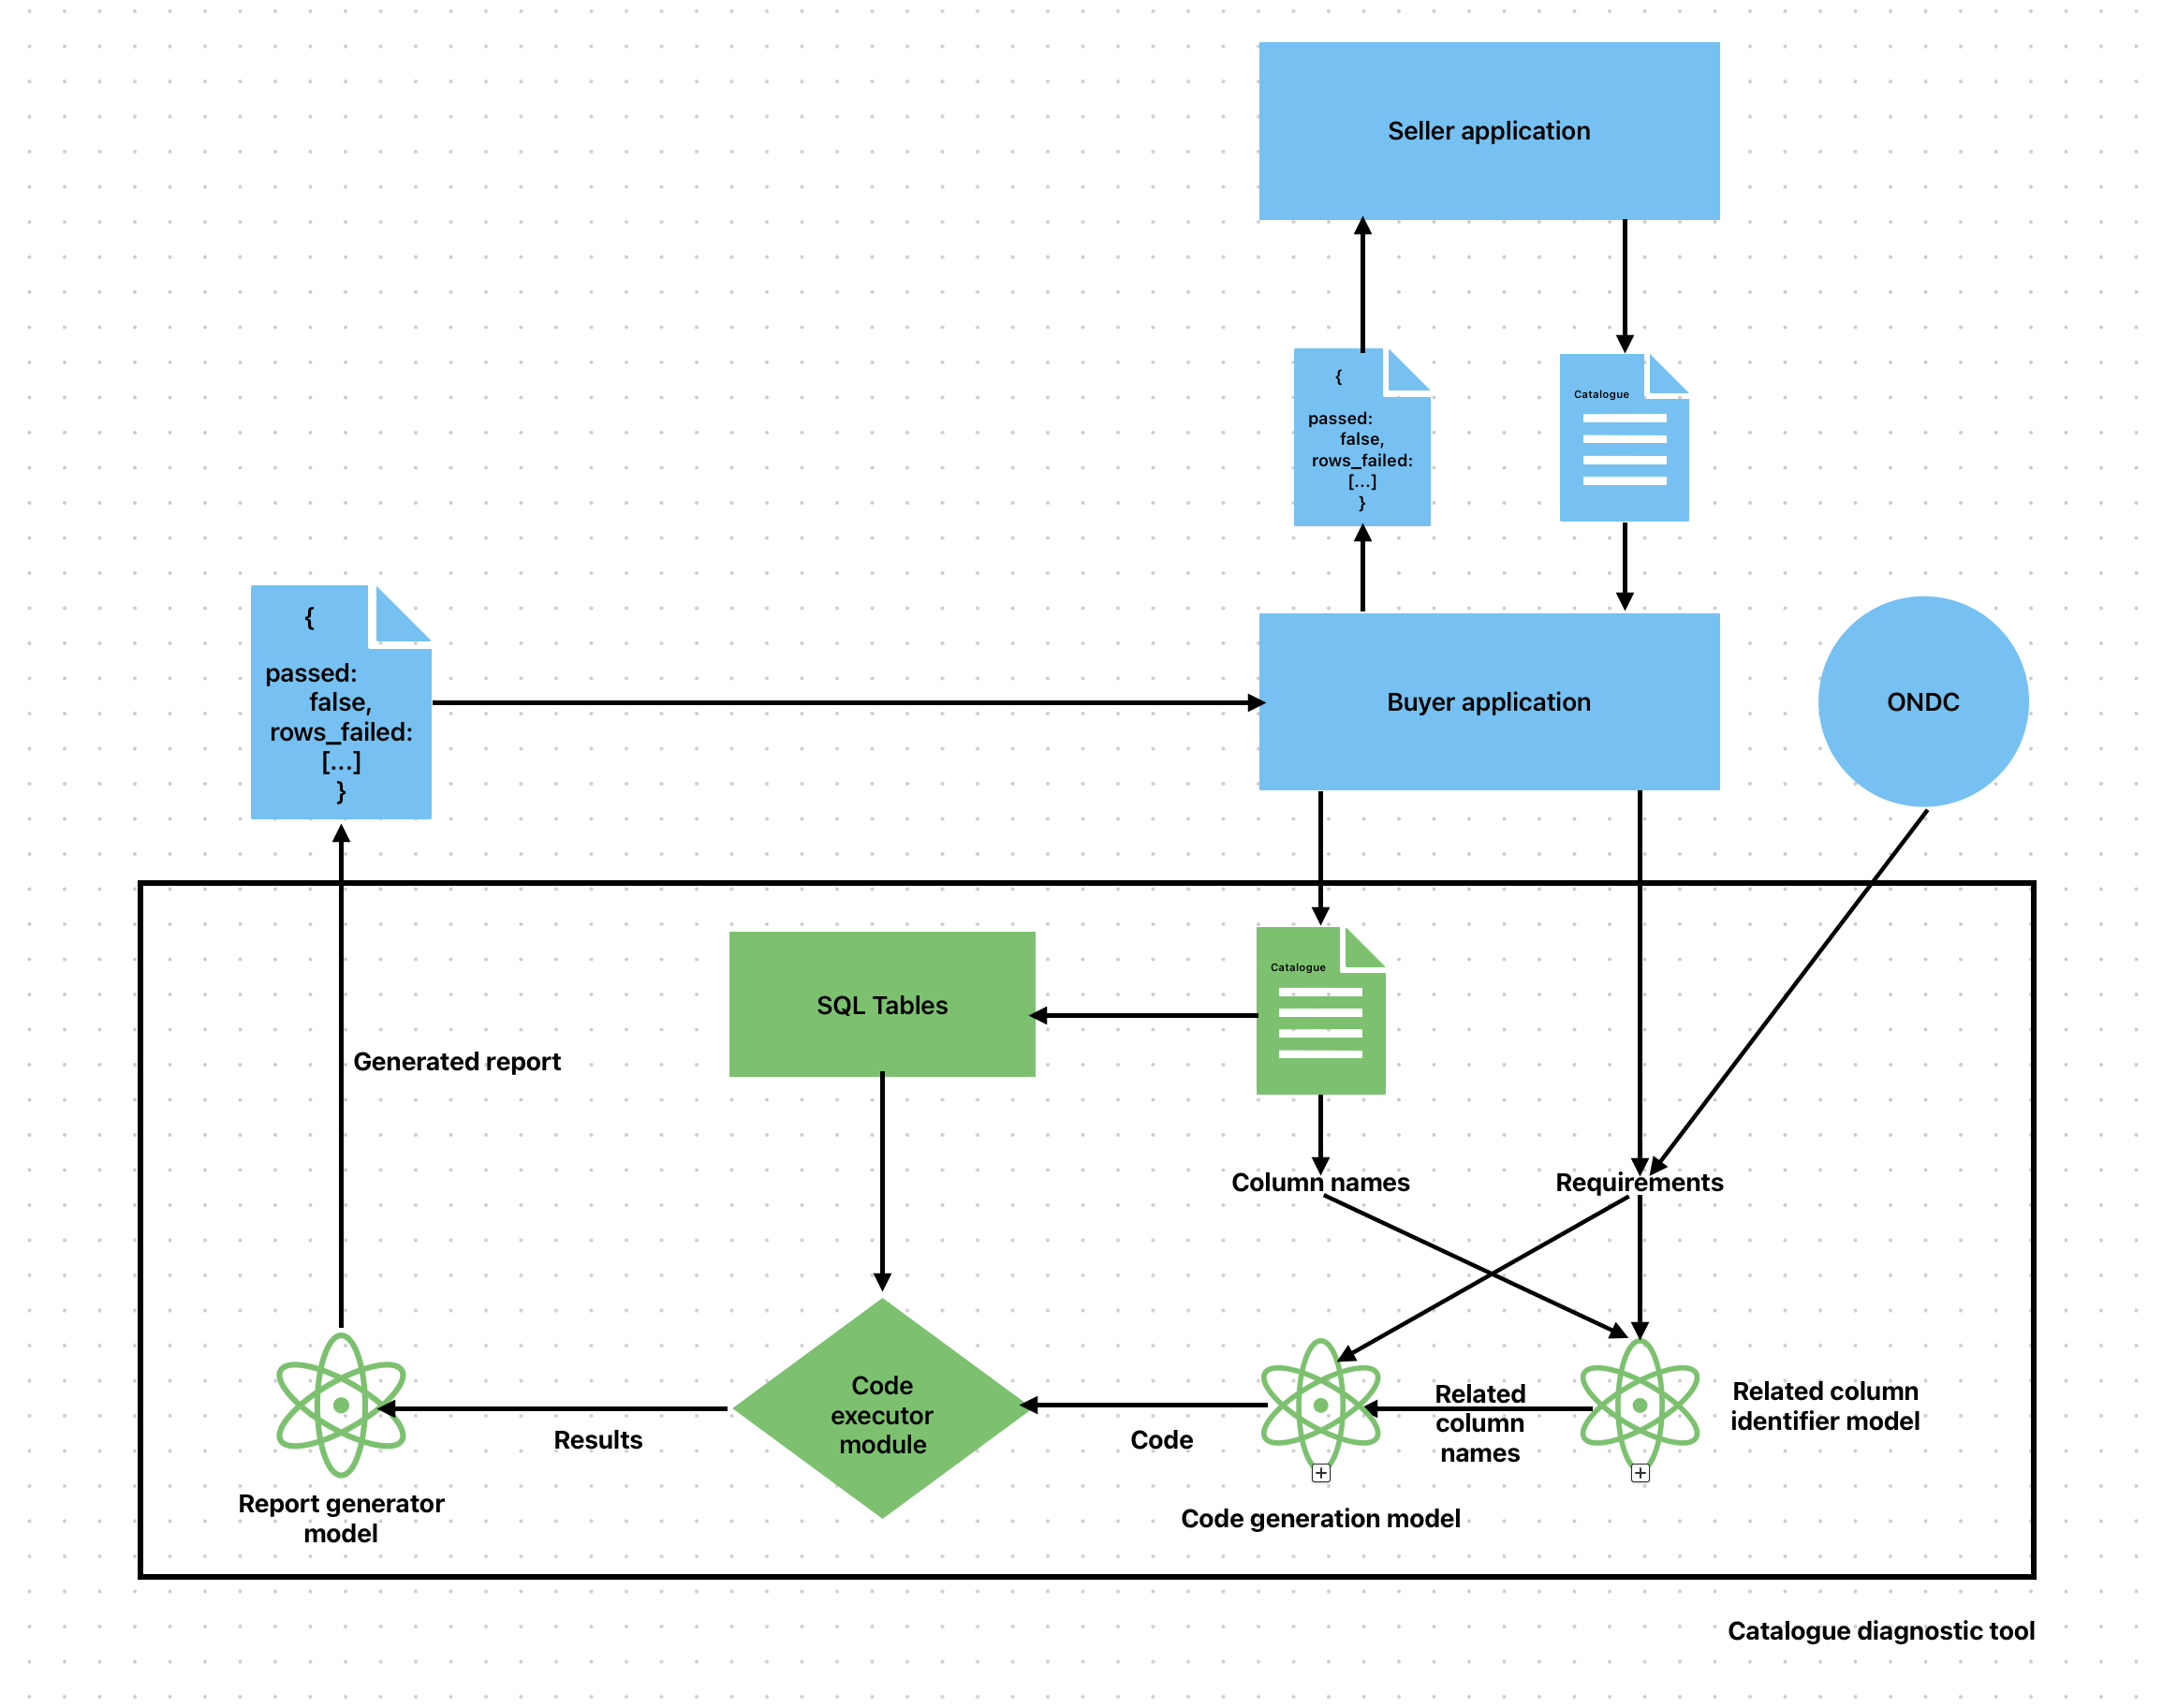 Seller application
{
passed:
false,
rows_failed:
[...]
}
Catalogue
{
passed:
false,
rows_failed:
[...]
}
Buyer application
ONDC
SQL Tables
Catalogue
Generated report
Column names
Requirements
Code
executor
module
Related
column
names
Related column
identifier model
Results
Code
Report generator
model
Code generation model
Catalogue diagnostic tool